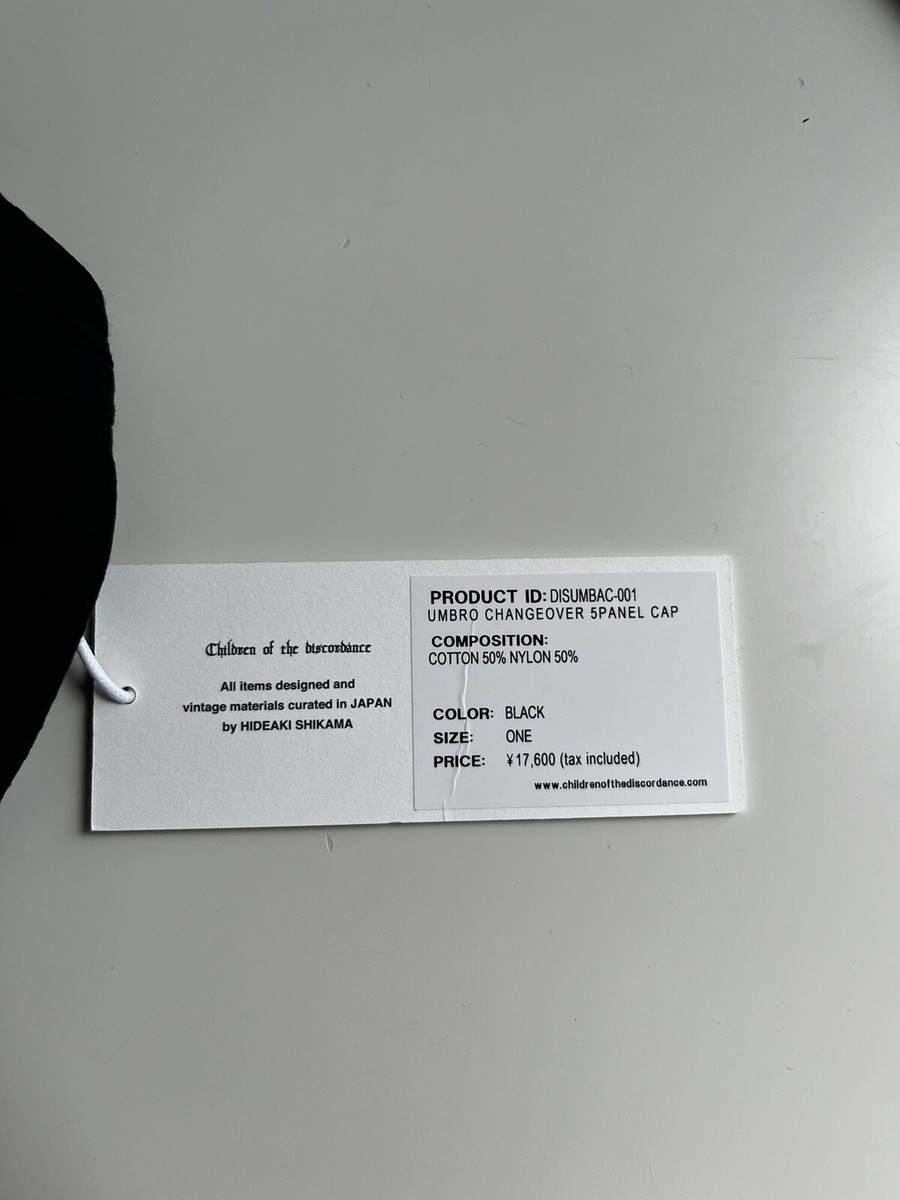 Children of the discordance
All items designed and
vintage materials curated in JAPAN
by HIDEAKI SHIKAMA
PRODUCT ID: DISUMBAC-001
UMBRO CHANGEOVER 5PANEL CAP
COMPOSITION:
COTTON 50% NYLON 50%
COLOR: BLACK
SIZE: ONE
PRICE: ¥17,600 (tax included)
www.childrenofthediscordance.com